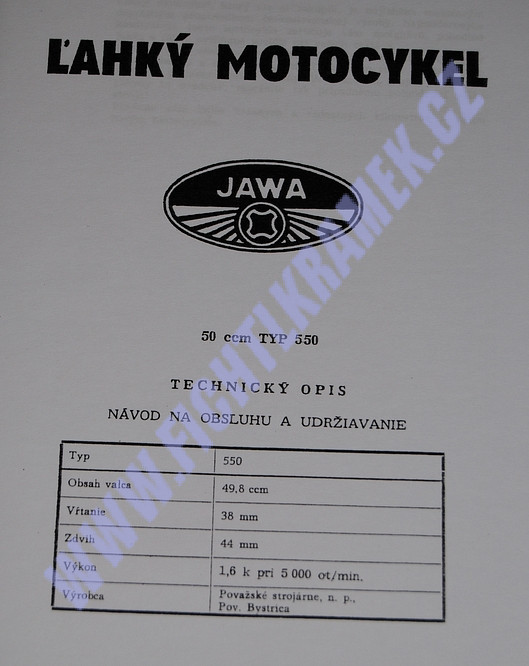 ĽAHKÝ MOTOCYKEL
JAWA
50 ccm TYP 550
TECHNICKÝ OPIS
NÁVOD NA OBSLUHU A UDRŽIAVANIE
Typ 550
Obsah valca 49,8 ccm
Vŕtanie 38 mm
Zdvih 44 mm
Výkon 1,6 k pri 5 000 ot/min.
Výrobca Považské strojárne, n. p.,
Pov. Bystrica
WWW.FICHTLKRAMEK.CZ